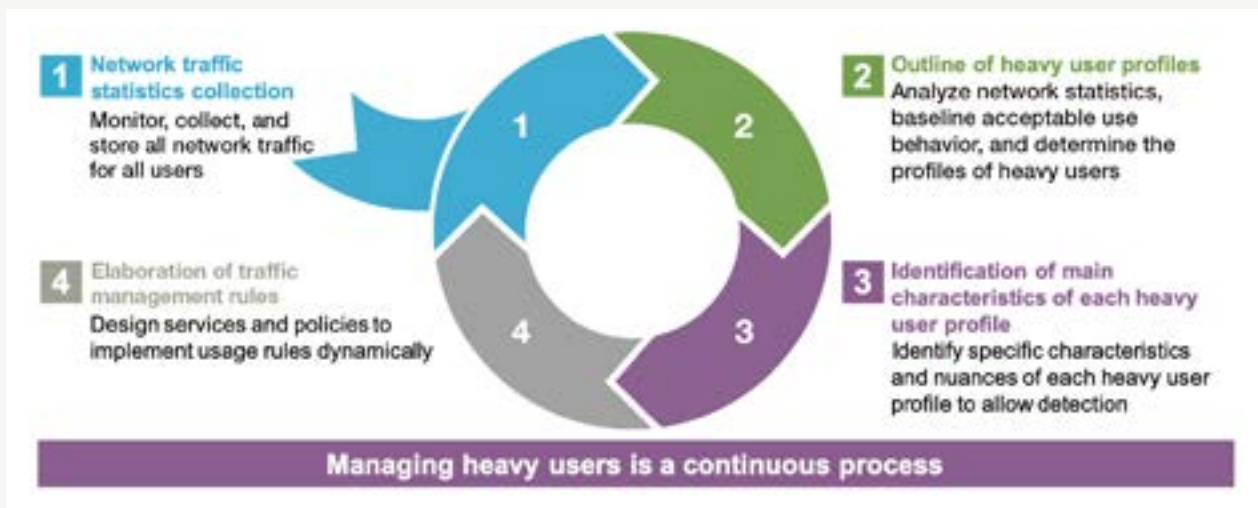 1 Network traffic
statistics collection
Monitor, collect, and
store all network traffic
for all users
2 Outline of heavy user profiles
Analyze network statistics,
baseline acceptable use
behavior, and determine the
profiles of heavy users
3 Identification of main
characteristics of each heavy
user profile
Identify specific characteristics
and nuances of each heavy user
profile to allow detection
4 Elaboration of traffic
management rules
Design services and policies to
implement usage rules dynamically
1
2
3
4
Managing heavy users is a continuous process